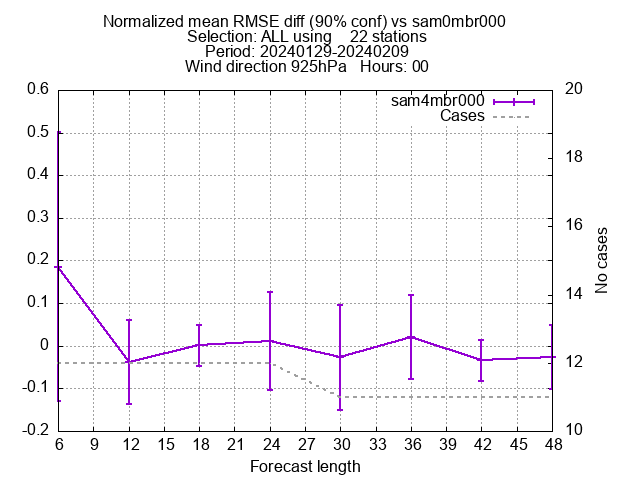 Normalized mean RMSE diff (90% conf) vs sam0mbr000
Selection: ALL using 22 stations
Period: 20240129-20240209
Wind direction 925hPa Hours: 00
sam4mbr000
Cases
0.6
0.5
0.4
0.3
0.2
0.1
0
-0.1
-0.2
20
18
16
14
12
10
No cases
6 9 12 15 18 21 24 27 30 33 36 39 42 45 48
Forecast length